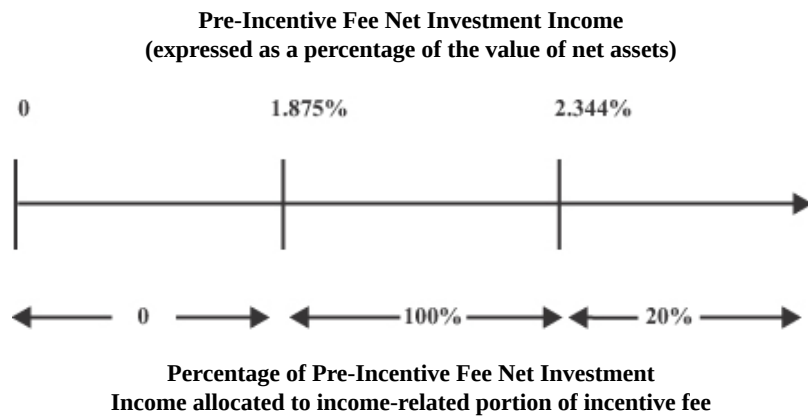 Pre-Incentive Fee Net Investment Income
(expressed as a percentage of the value of net assets)
0 1.875% 2.344%
0 100% 20%
Percentage of Pre-Incentive Fee Net Investment
Income allocated to income-related portion of incentive fee